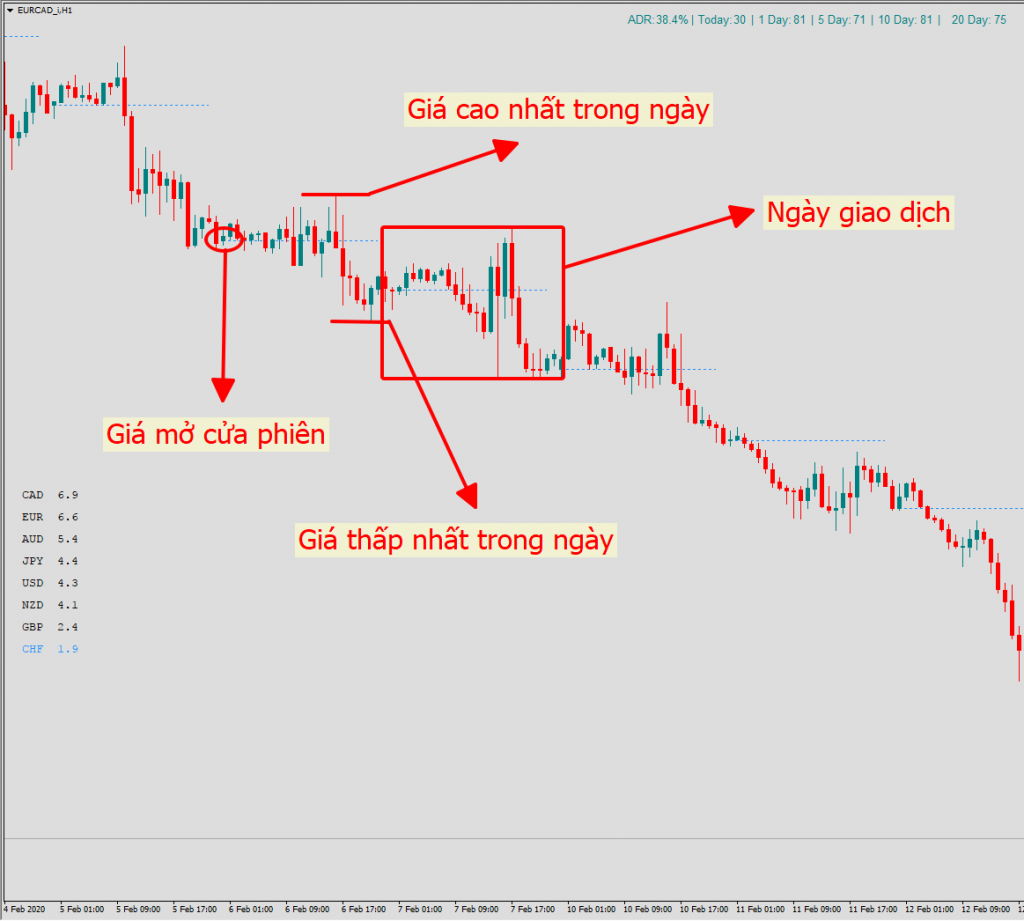 EURCAD_i,H1
ADR:38.4% | Today:30 | 1 Day: 81 | 5 Day: 71 | 10 Day: 81 | 20 Day: 75
Giá cao nhất trong ngày
Ngày giao dịch
Giá mở cửa phiên
Giá thấp nhất trong ngày
CAD 6.9
EUR 6.6
AUD 5.4
JPY 4.4
USD 4.3
NZD 4.1
GBP 2.4
CHF 1.9
4 Feb 2020 5 Feb 01:00 5 Feb 09:00 5 Feb 17:00 6 Feb 01:00 6 Feb 09:00 6 Feb 17:00 7 Feb 01:00 7 Feb 09:00 7 Feb 17:00 10 Feb 01:00 10 Feb 09:00 10 Feb 17:00 11 Feb 01:00 11 Feb 09:00 11 Feb 17:00 12 Feb 01:00 12 Feb 09:00